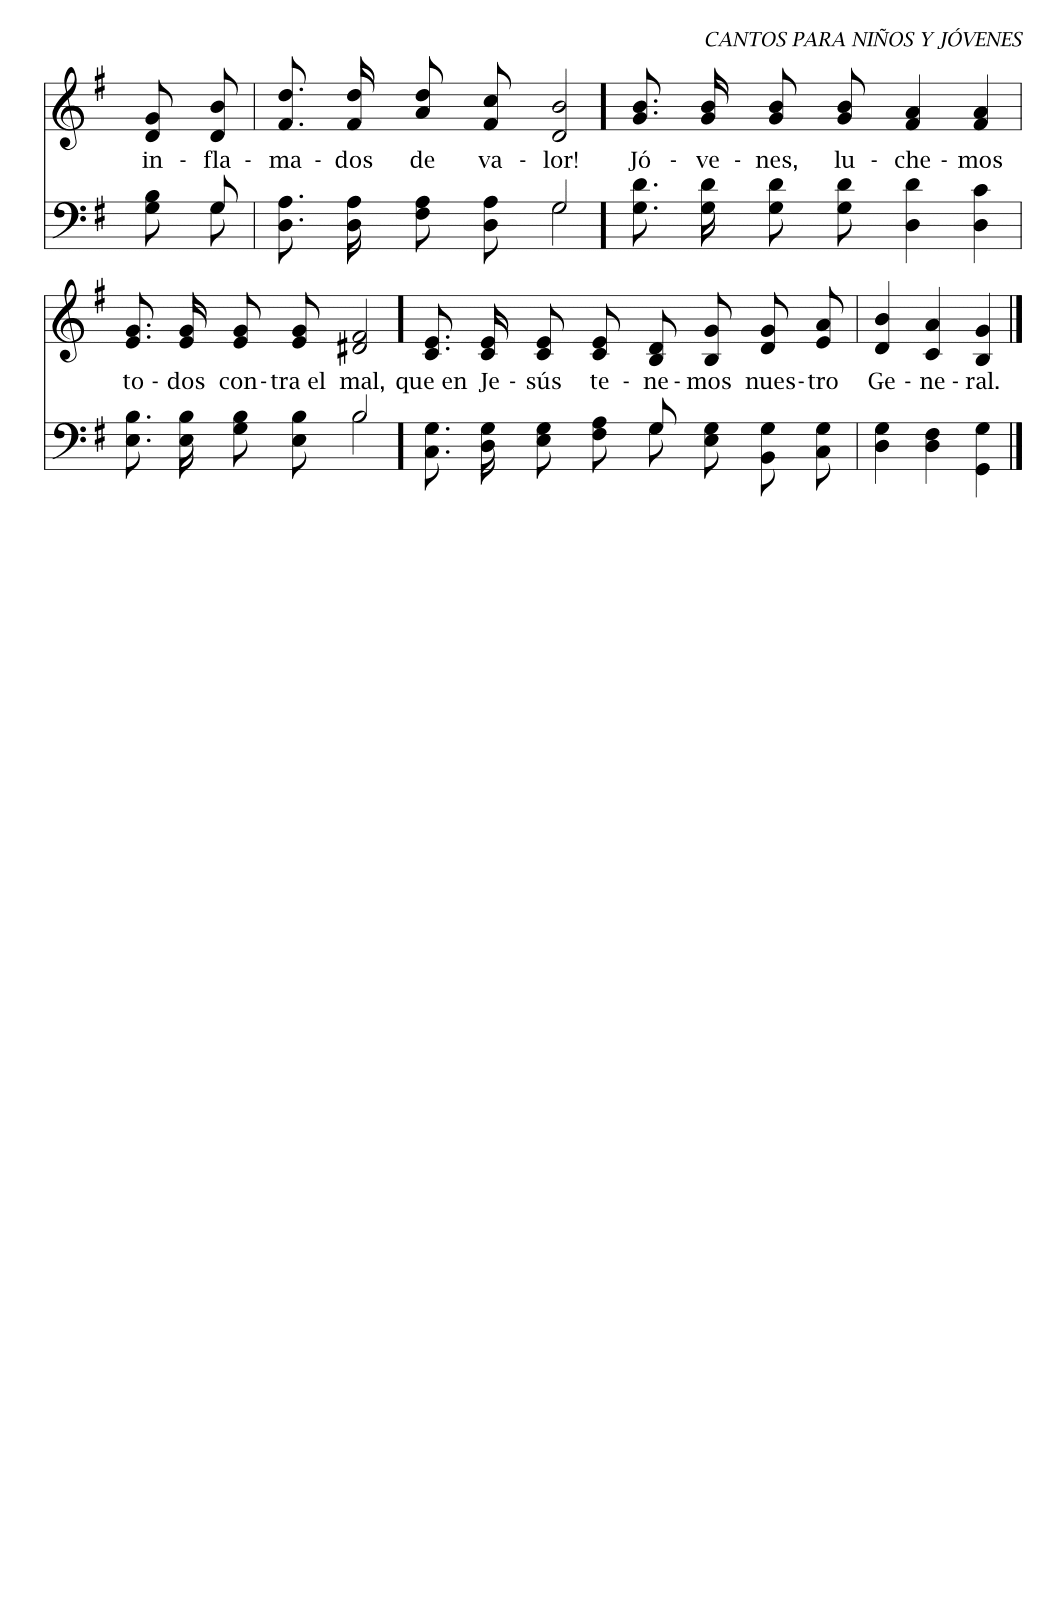 CANTOS PARA NIÑOS Y JÓVENES
in - fla - ma - dos de va - lor! Jó - ve - nes, lu - che - mos
to - dos con - tra el mal, que en Je - sús te - ne - mos nues - tro Ge - ne - ral.